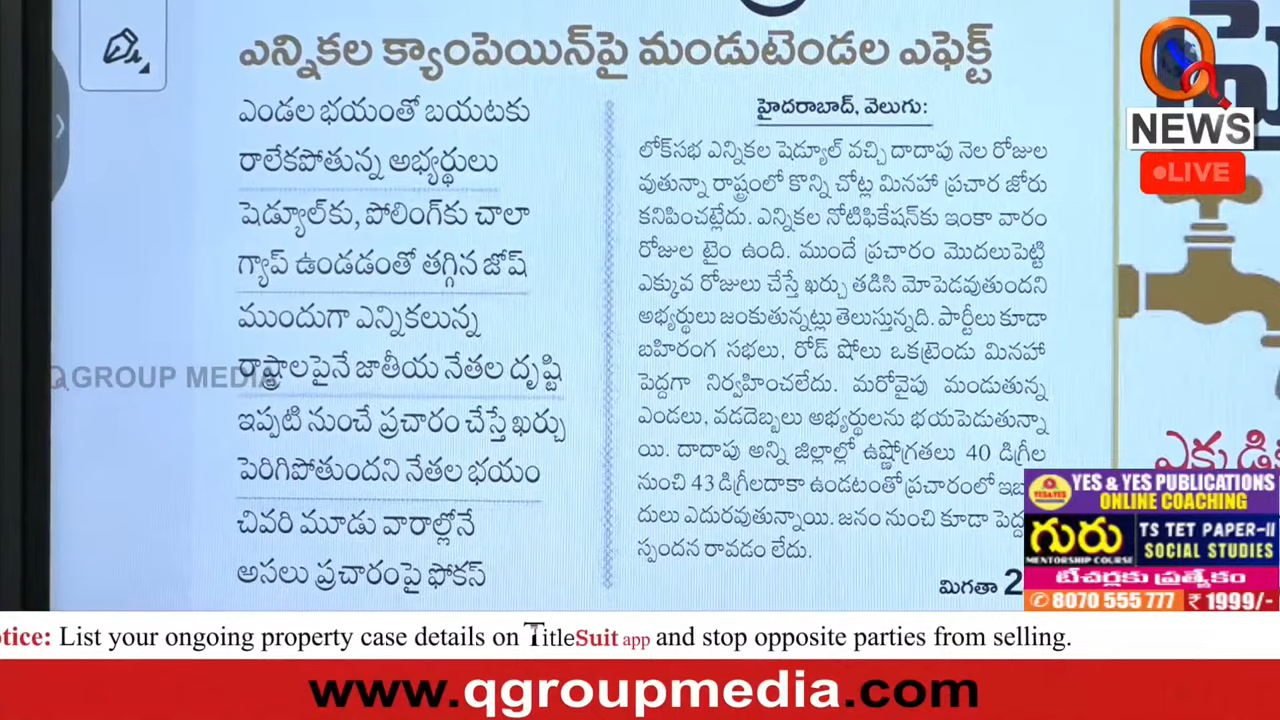 ఎన్నికల క్యాంపెయిన్‌పై మండుటెండల ఎఫెక్ట్
ఎండల భయంతో బయటకు
రాలేకపోతున్న అభ్యర్థులు
షెడ్యూల్‌కు, పోలింగ్‌కు చాలా
గ్యాప్ ఉండడంతో తగ్గిన జోష్
ముందుగా ఎన్నికలున్న
రాష్ట్రాలపైనే జాతీయ నేతల దృష్టి
ఇప్పటి నుంచే ప్రచారం చేస్తే ఖర్చు
పెరిగిపోతుందని నేతల భయం
చివరి మూడు వారాల్లోనే
అసలు ప్రచారంపై ఫోకస్
హైదరాబాద్, వెలుగు:
లోక్‌సభ ఎన్నికల షెడ్యూల్ వచ్చి దాదాపు నెల రోజుల
వుతున్నా రాష్ట్రంలో కొన్ని చోట్ల మినహా ప్రచార జోరు
కనిపించట్లేదు. ఎన్నికల నోటిఫికేషన్‌కు ఇంకా వారం
రోజుల టైం ఉంది. ముందే ప్రచారం మొదలుపెట్టి
ఎక్కువ రోజులు చేస్తే ఖర్చు తడిసి మోపెడవుతుందని
అభ్యర్థులు జంకుతున్నట్లు తెలుస్తున్నది. పార్టీలు కూడా
బహిరంగ సభలు, రోడ్ షోలు ఒకట్రెండు మినహా
పెద్దగా నిర్వహించలేదు. మరోవైపు మండుతున్న
ఎండలు, వడదెబ్బలు అభ్యర్థులను భయపెడుతున్నా
యి. దాదాపు అన్ని జిల్లాల్లో ఉష్ణోగ్రతలు 40 డిగ్రీల
నుంచి 43 డిగ్రీలదాకా ఉండటంతో ప్రచారంలో
దులు ఎదురవుతున్నాయి. జనం నుంచి కూడా
స్పందన రావడం లేదు.
మిగతా 2
QGROUP MEDIA
Q
NEWS
LIVE
YES & YES PUBLICATIONS
ONLINE COACHING
YES&YES
గురు
MENTORSHIP COURSE
TS TET PAPER-II
SOCIAL STUDIES
టీచర్లకు ప్రత్యేకం
8070 555 777 ₹ 1999/-
otice: List your ongoing property case details on TitleSuit app and stop opposite parties from selling.
www.qgroupmedia.com